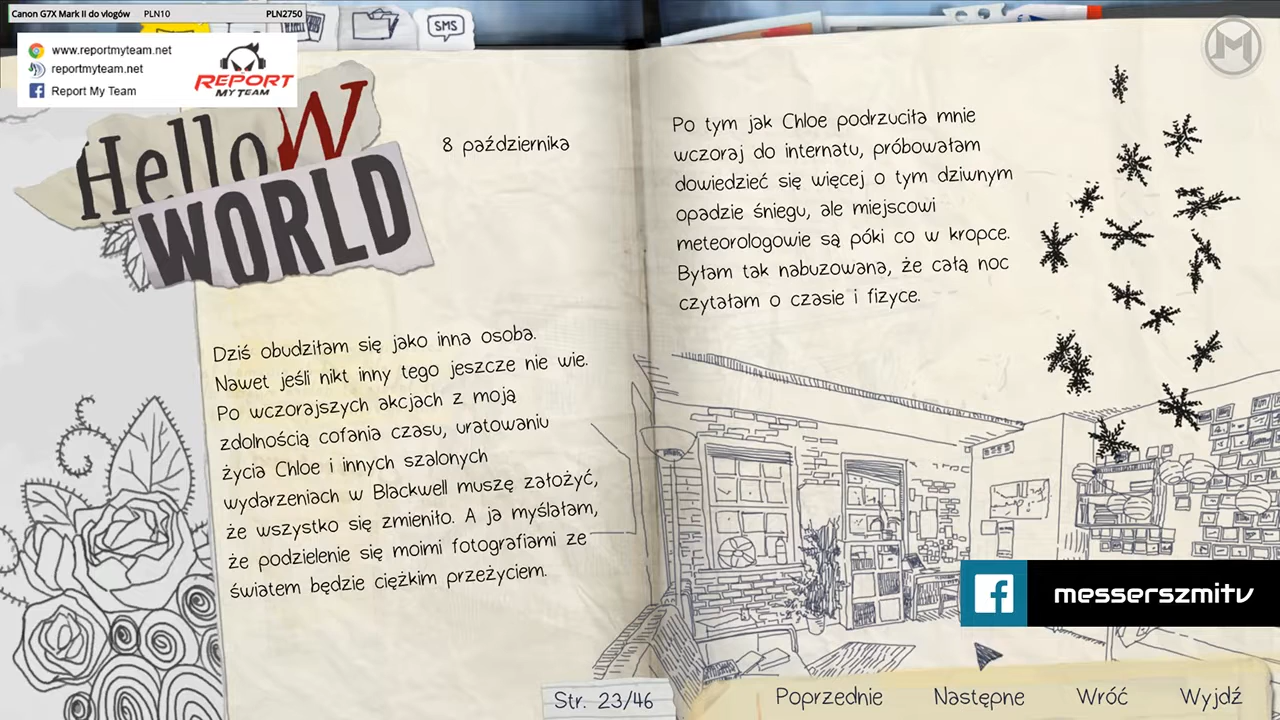 Canon G7X Mark II do vlogów PLN10 PLN2750
www.reportmyteam.net
reportmyteam.net
Report My Team
REPORT
MY TEAM
SMS
M
HelloW
WORLD
8 października
Dziś obudziłam się jako inna osoba.
Nawet jeśli nikt inny tego jeszcze nie wie.
Po wczorajszych akcjach z moją
zdolnością cofania czasu, uratowaniu
życia Chloe i innych szalonych
wydarzeniach w Blackwell muszę założyć,
że wszystko się zmieniło. A ja myślałam,
że podzielenie się moimi fotografiami ze
światem będzie ciężkim przeżyciem.
Po tym jak Chloe podrzuciła mnie
wczoraj do internatu, próbowałam
dowiedzieć się więcej o tym dziwnym
opadzie śniegu, ale miejscowi
meteorologowie są póki co w kropce.
Byłam tak nabuzowana, że całą noc
czytałam o czasie i fizyce.
messerszmitv
Str. 23/46
Poprzednie Następne Wróć Wyjdź